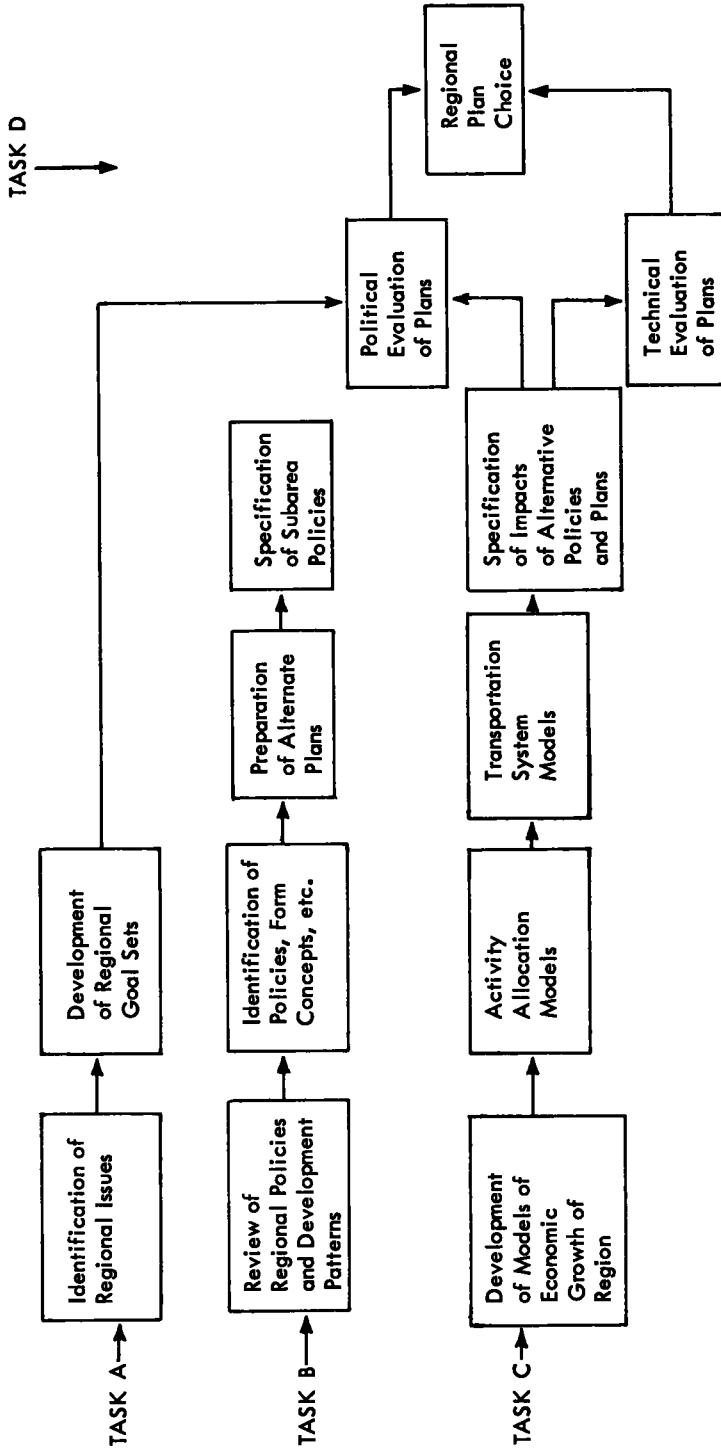 TASK D
TASK A
Identification of
Regional Issues
Development
of Regional
Goal Sets
Political
Evaluation
of Plans
Regional
Plan
Choice
TASK B
Review of
Regional Policies
and Development
Patterns
Identification of
Policies, Form
Concepts, etc.
Preparation
of Alternate
Plans
Specification
of Subarea
Policies
TASK C
Development
of Models of
Economic
Growth of
Region
Activity
Allocation
Models
Transportation
System
Models
Specification
of Impacts
of Alternative
Policies
and Plans
Technical
Evaluation
of Plans